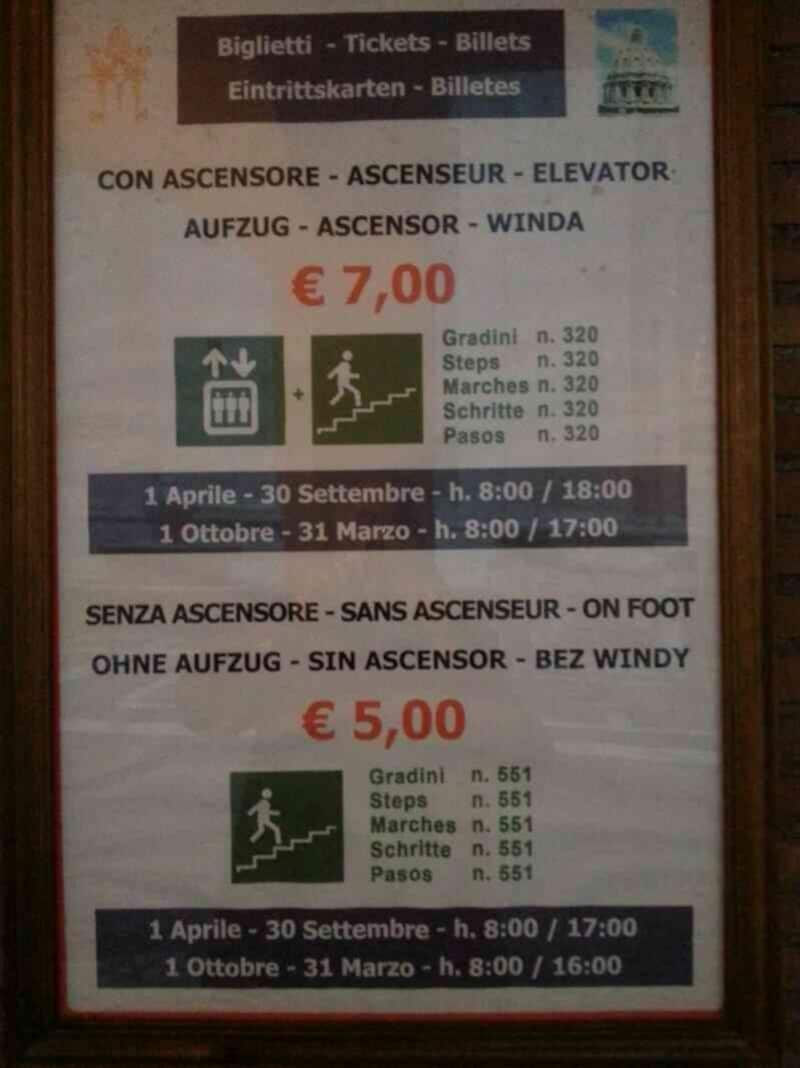 Biglietti - Tickets - Billets
Eintrittskarten - Billetes
CON ASCENSORE - ASCENSEUR - ELEVATOR
AUFZUG - ASCENSOR - WINDA
€ 7,00
Gradini n. 320
Steps n. 320
+
Marches n. 320
Schritte n. 320
Pasos n. 320
1 Aprile - 30 Settembre - h. 8:00 / 18:00
1 Ottobre - 31 Marzo - h. 8:00 / 17:00
SENZA ASCENSORE - SANS ASCENSEUR - ON FOOT
OHNE AUFZUG - SIN ASCENSOR - BEZ WINDY
€ 5,00
Gradini n. 551
Steps n. 551
Marches n. 551
Schritte n. 551
Pasos n. 551
1 Aprile - 30 Settembre - h. 8:00 / 17:00
1 Ottobre - 31 Marzo - h. 8:00 / 16:00